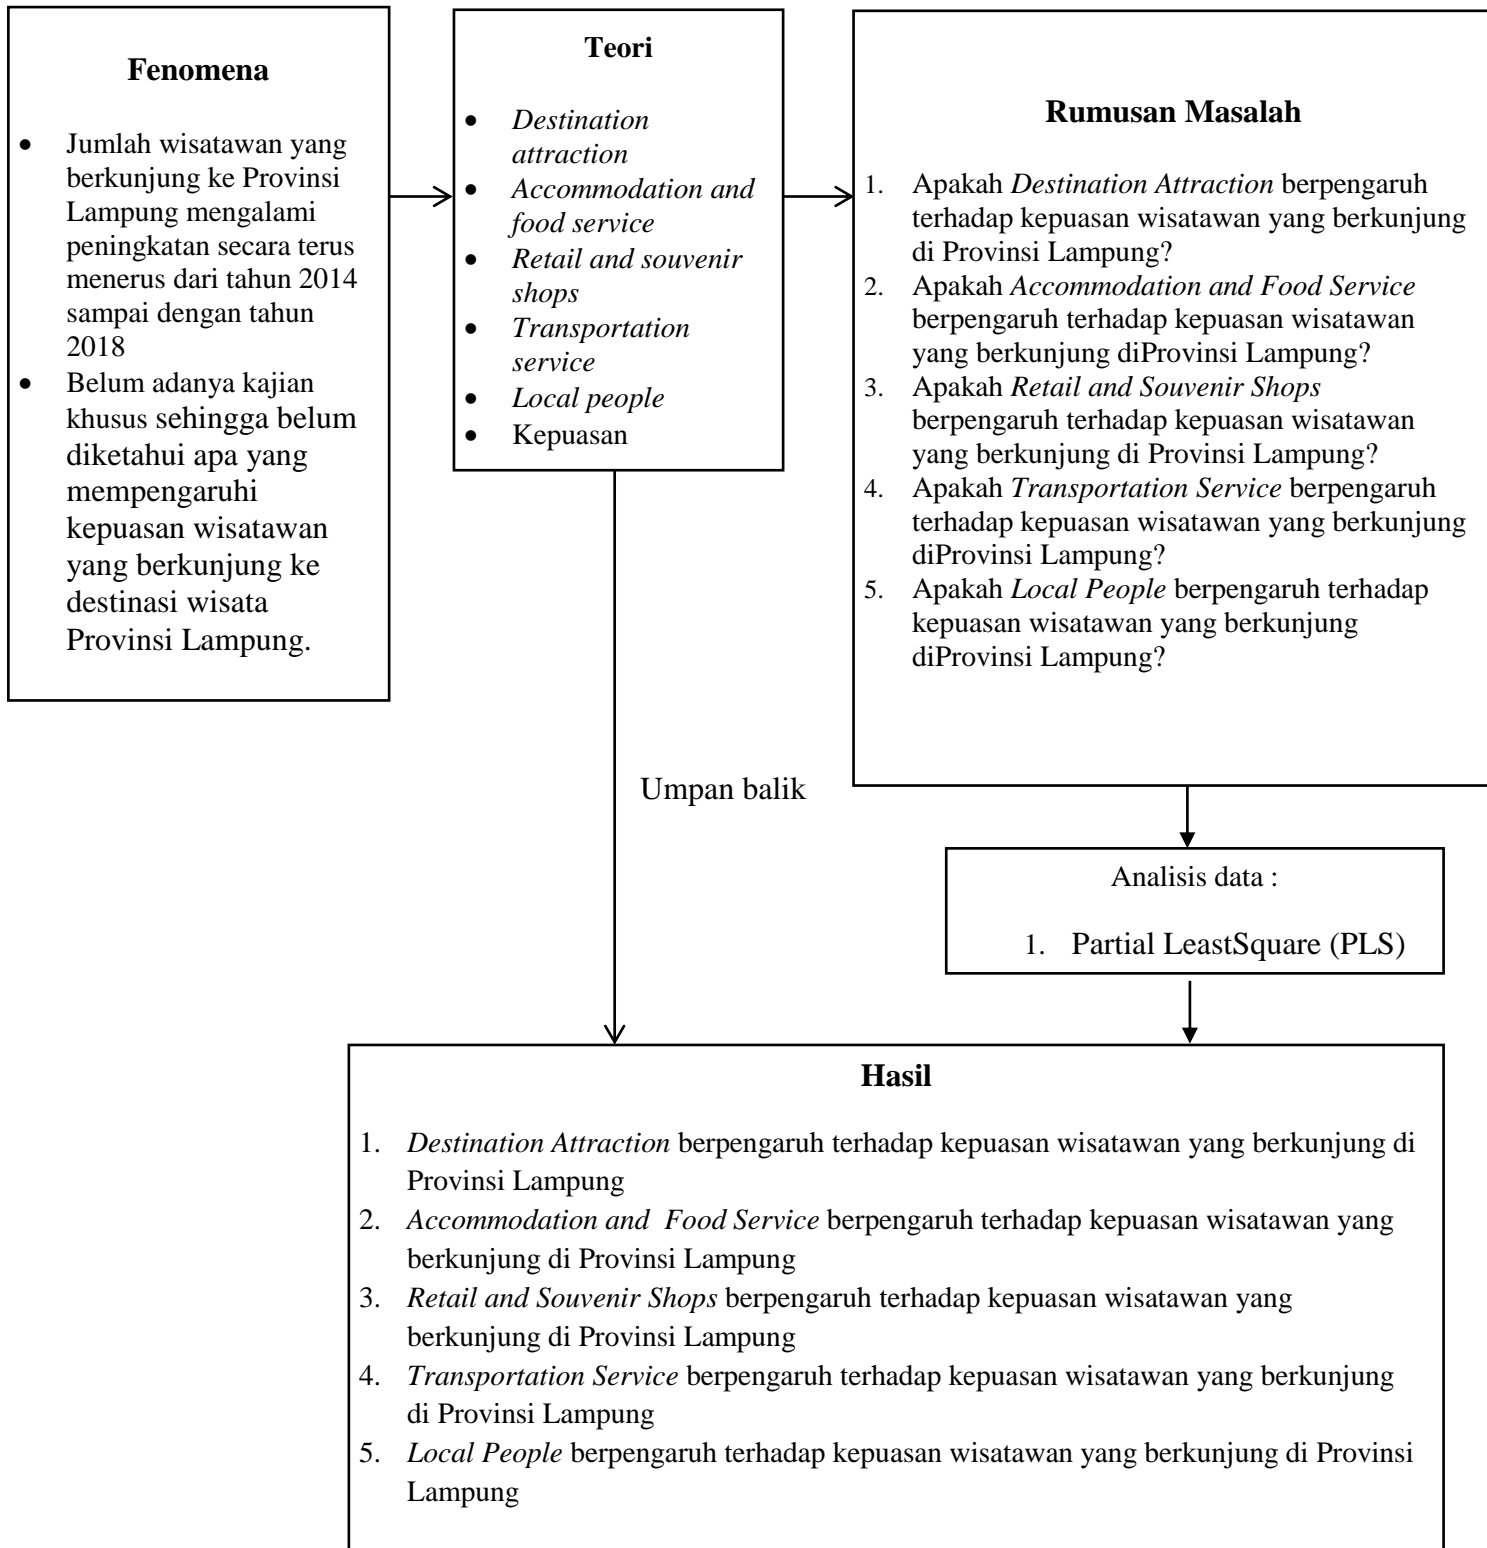 Fenomena
• Jumlah wisatawan yang
berkunjung ke Provinsi
Lampung mengalami
peningkatan secara terus
menerus dari tahun 2014
sampai dengan tahun
2018
• Belum adanya kajian
khusus sehingga belum
diketahui apa yang
mempengaruhi
kepuasan wisatawan
yang berkunjung ke
destinasi wisata
Provinsi Lampung.
Teori
• Destination
attraction
• Accommodation and
food service
• Retail and souvenir
shops
• Transportation
service
• Local people
• Kepuasan
Rumusan Masalah
1. Apakah Destination Attraction berpengaruh
terhadap kepuasan wisatawan yang berkunjung
di Provinsi Lampung?
2. Apakah Accommodation and Food Service
berpengaruh terhadap kepuasan wisatawan
yang berkunjung diProvinsi Lampung?
3. Apakah Retail and Souvenir Shops
berpengaruh terhadap kepuasan wisatawan
yang berkunjung di Provinsi Lampung?
4. Apakah Transportation Service berpengaruh
terhadap kepuasan wisatawan yang berkunjung
diProvinsi Lampung?
5. Apakah Local People berpengaruh terhadap
kepuasan wisatawan yang berkunjung
diProvinsi Lampung?
Umpan balik
Analisis data :
1. Partial LeastSquare (PLS)
Hasil
1. Destination Attraction berpengaruh terhadap kepuasan wisatawan yang berkunjung di
Provinsi Lampung
2. Accommodation and Food Service berpengaruh terhadap kepuasan wisatawan yang
berkunjung di Provinsi Lampung
3. Retail and Souvenir Shops berpengaruh terhadap kepuasan wisatawan yang
berkunjung di Provinsi Lampung
4. Transportation Service berpengaruh terhadap kepuasan wisatawan yang berkunjung
di Provinsi Lampung
5. Local People berpengaruh terhadap kepuasan wisatawan yang berkunjung di Provinsi
Lampung